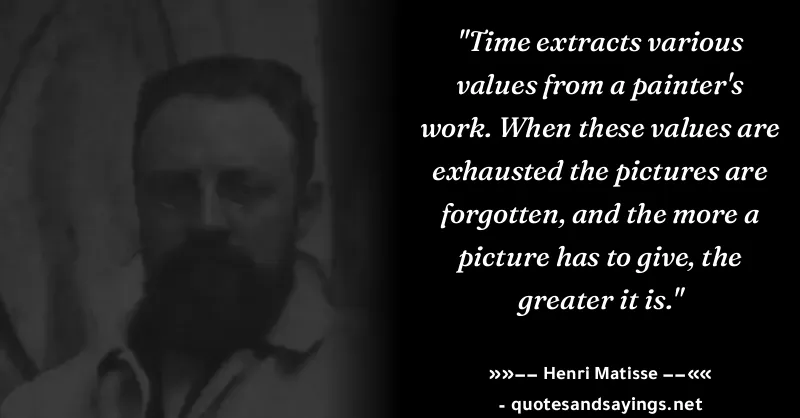 "Time extracts various
values from a painter's
work. When these values are
exhausted the pictures are
forgotten, and the more a
picture has to give, the
greater it is."
»»–– Henri Matisse ––««
- quotesandsayings.net